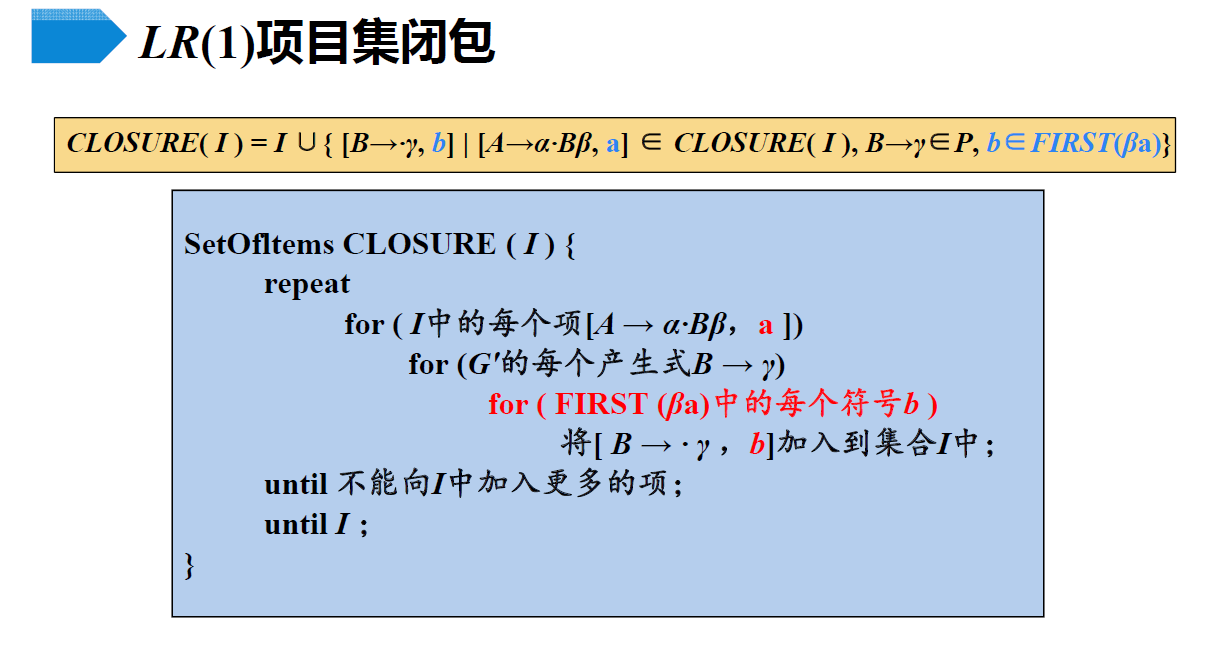 LR(1)项目集闭包
CLOSURE( I ) = I ∪ { [B→·γ, b] | [A→α·Bβ, a] ∈ CLOSURE( I ), B→γ∈P, b∈FIRST(βa)}
SetOfItems CLOSURE ( I ) {
repeat
for ( I中的每个项[A → α·Bβ，a ])
for (G'的每个产生式B → γ)
for ( FIRST (βa)中的每个符号b )
将[ B → · γ ，b]加入到集合I中；
until 不能向I中加入更多的项；
until I ；
}